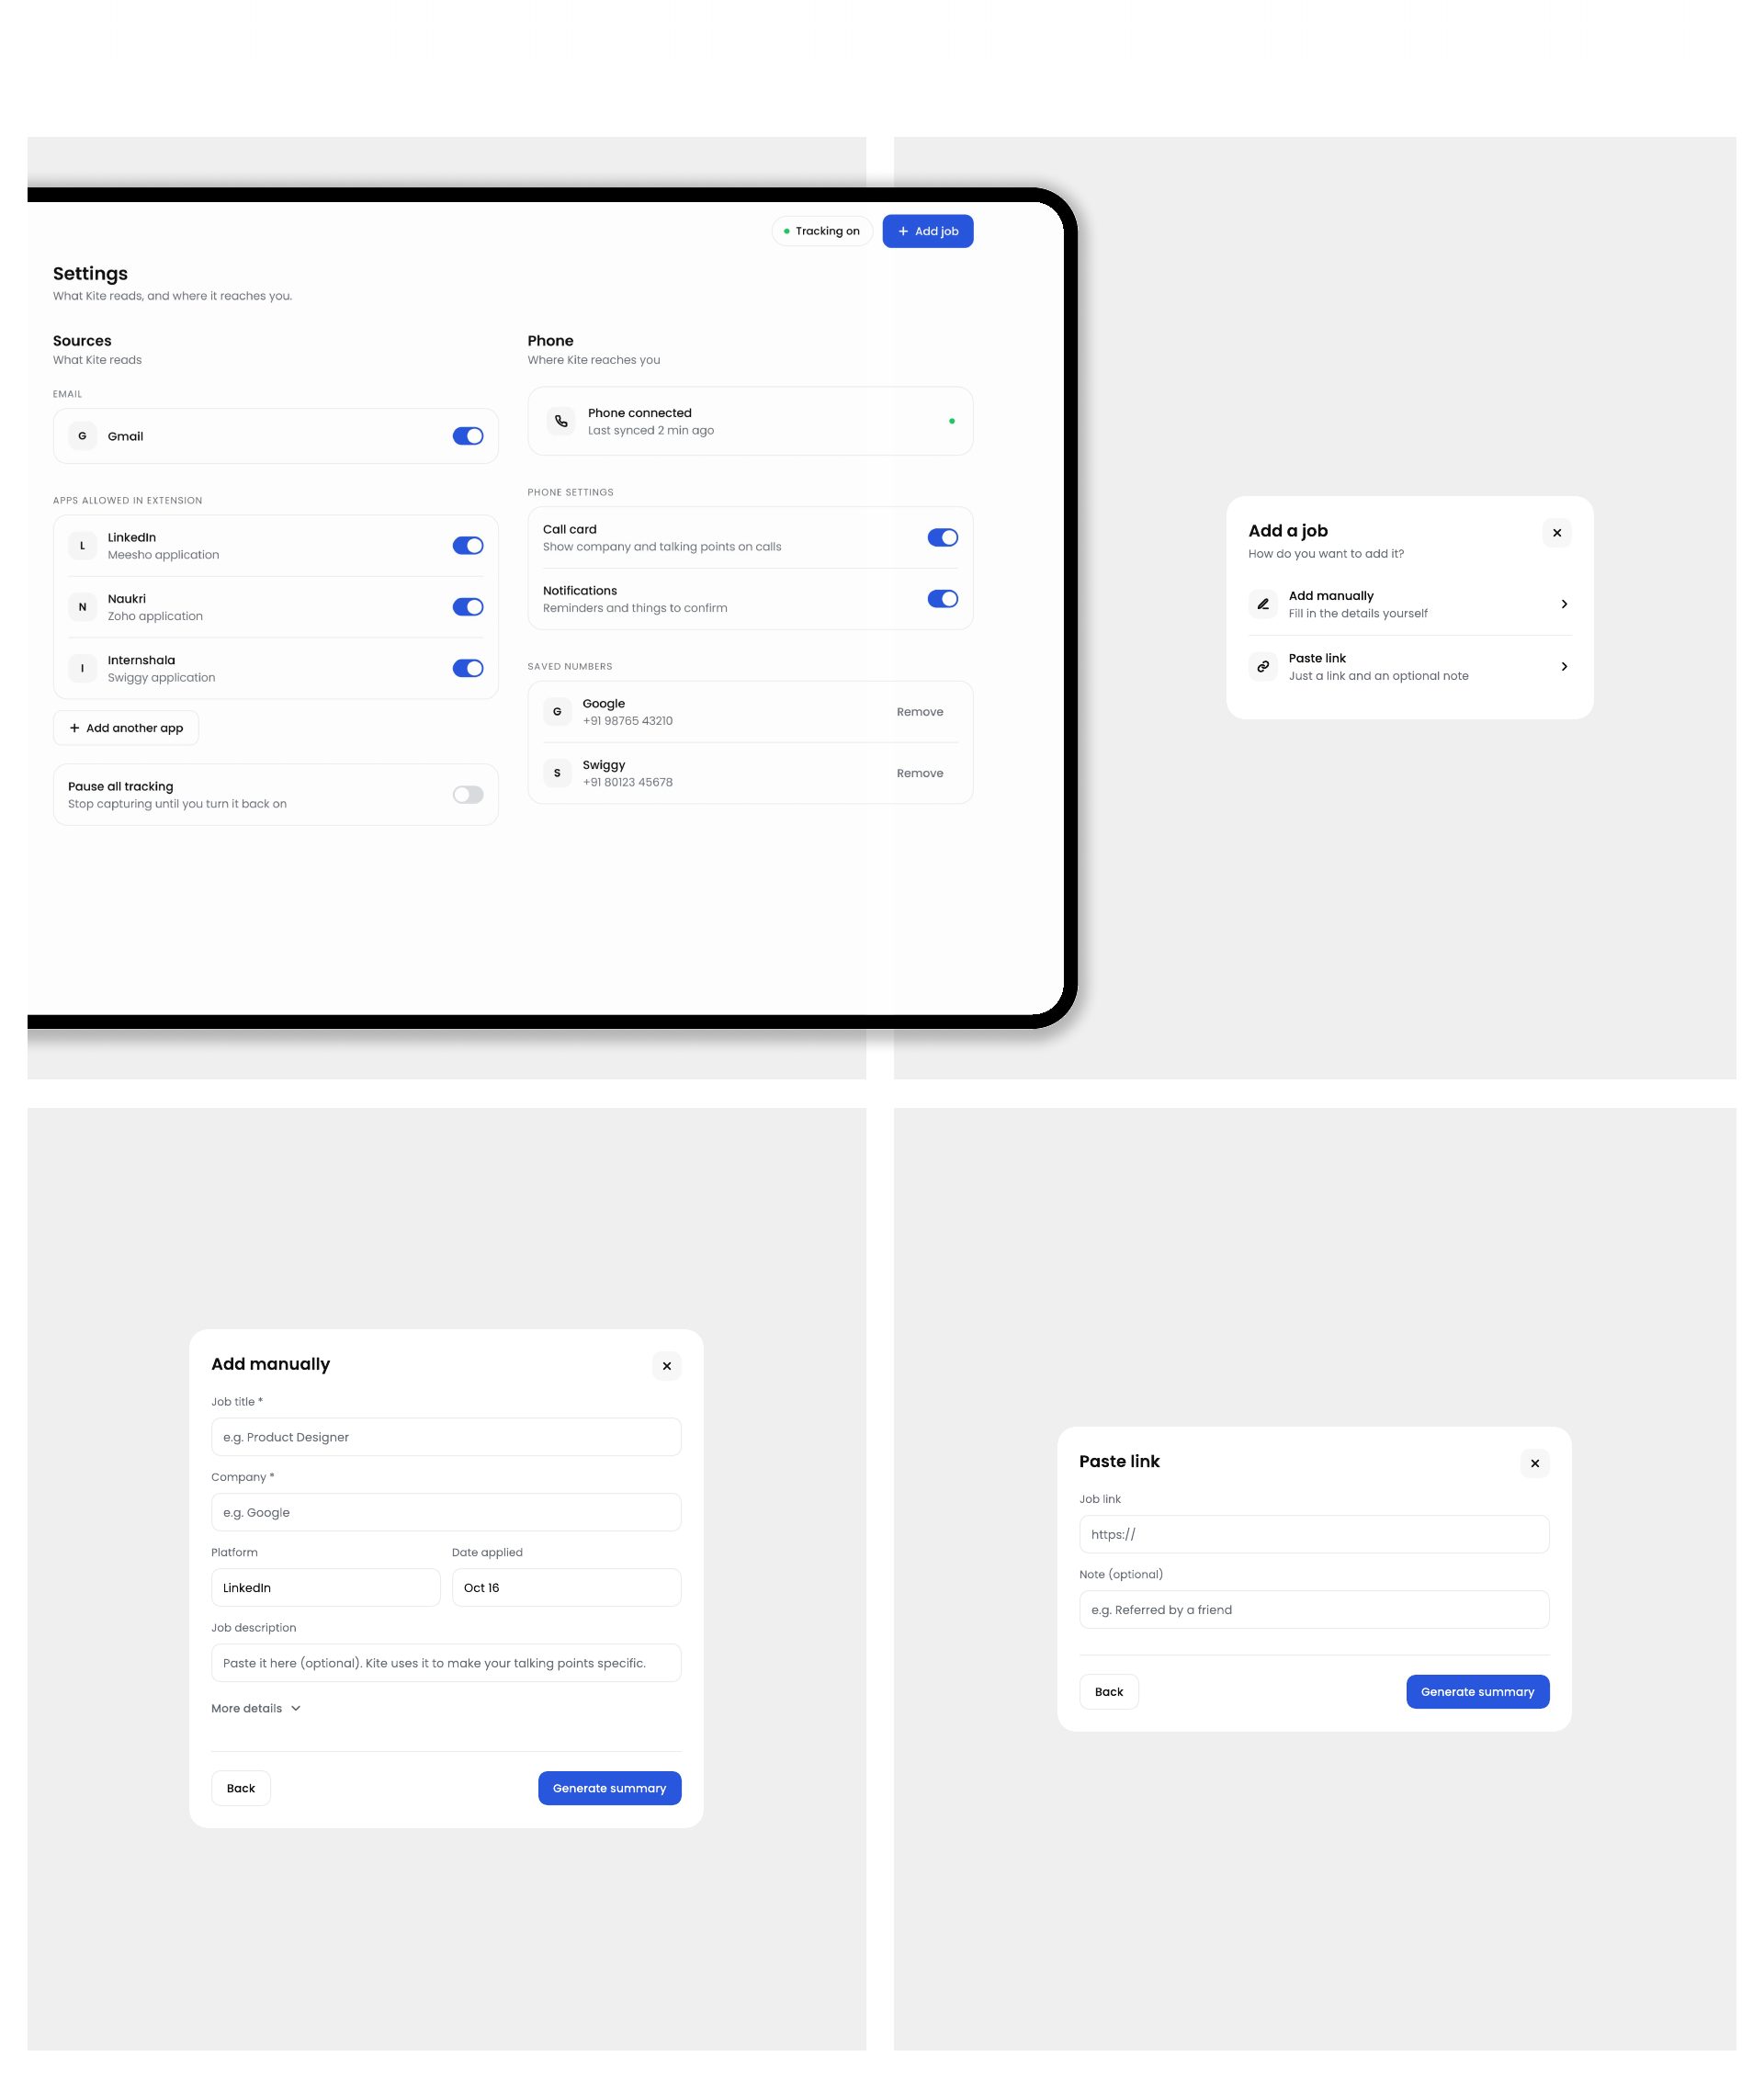 Tracking on
+ Add job
Settings
What Kite reads, and where it reaches you.
Sources
What Kite reads
EMAIL
G
Gmail
APPS ALLOWED IN EXTENSION
L
LinkedIn
Meesho application
N
Naukri
Zoho application
I
Internshala
Swiggy application
+ Add another app
Pause all tracking
Stop capturing until you turn it back on
Phone
Where Kite reaches you
Phone connected
Last synced 2 min ago
PHONE SETTINGS
Call card
Show company and talking points on calls
Notifications
Reminders and things to confirm
SAVED NUMBERS
G
Google
+91 98765 43210
Remove
S
Swiggy
+91 80123 45678
Remove
Add a job
How do you want to add it?
Add manually
Fill in the details yourself
Paste link
Just a link and an optional note
Add manually
Job title *
e.g. Product Designer
Company *
e.g. Google
Platform
LinkedIn
Date applied
Oct 16
Job description
Paste it here (optional). Kite uses it to make your talking points specific.
More details
Back
Generate summary
Paste link
Job link
https://
Note (optional)
e.g. Referred by a friend
Back
Generate summary